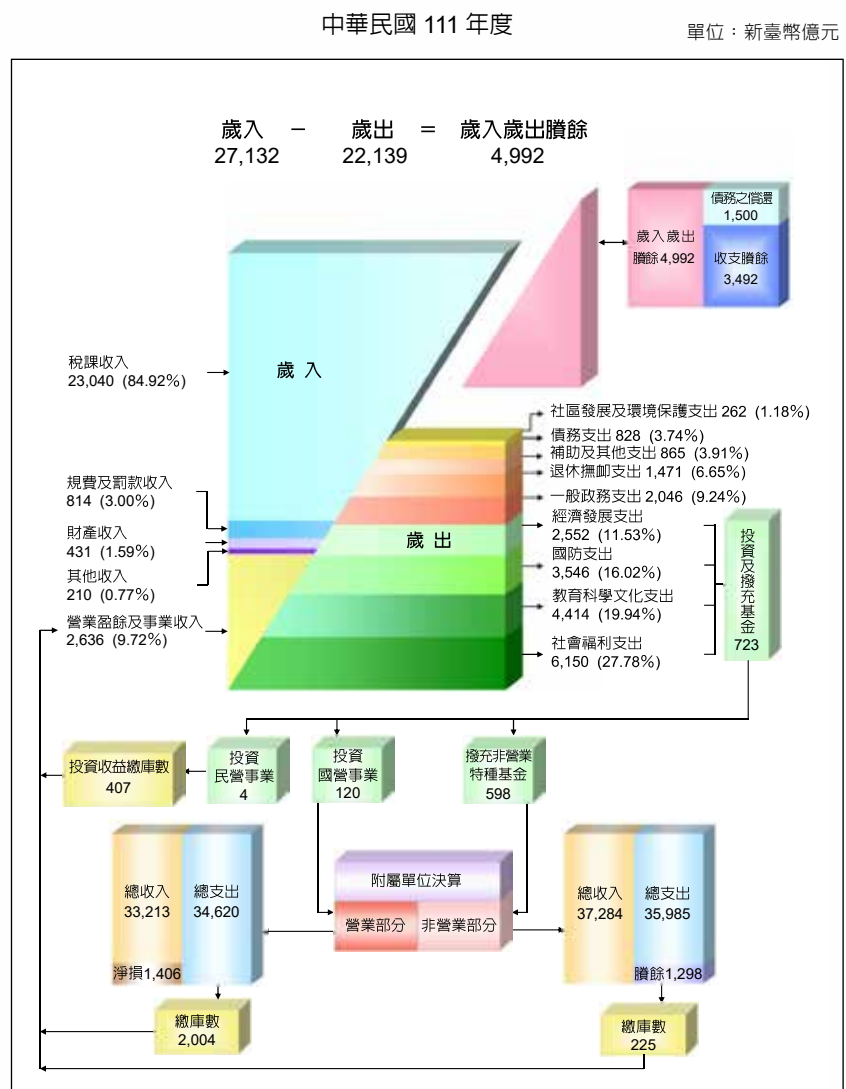 中華民國 111 年度
單位：新臺幣億元
歲入 － 歲出 ＝ 歲入歲出賸餘
27,132 22,139 4,992
債務之償還
1,500
歲入歲出
賸餘4,992
收支賸餘
3,492
歲入
稅課收入
23,040 (84.92%)
規費及罰款收入
814 (3.00%)
財產收入
431 (1.59%)
其他收入
210 (0.77%)
營業盈餘及事業收入
2,636 (9.72%)
歲出
社區發展及環境保護支出 262 (1.18%)
債務支出 828 (3.74%)
補助及其他支出 865 (3.91%)
退休撫卹支出 1,471 (6.65%)
一般政務支出 2,046 (9.24%)
經濟發展支出
2,552 (11.53%)
國防支出
3,546 (16.02%)
教育科學文化支出
4,414 (19.94%)
社會福利支出
6,150 (27.78%)
投資及撥充基金
723
投資收益繳庫數
407
投資
民營事業
4
投資
國營事業
120
撥充非營業
特種基金
598
總收入
33,213
總支出
34,620
淨損1,406
繳庫數
2,004
附屬單位決算
營業部分
非營業部分
總收入
37,284
總支出
35,985
賸餘1,298
繳庫數
225